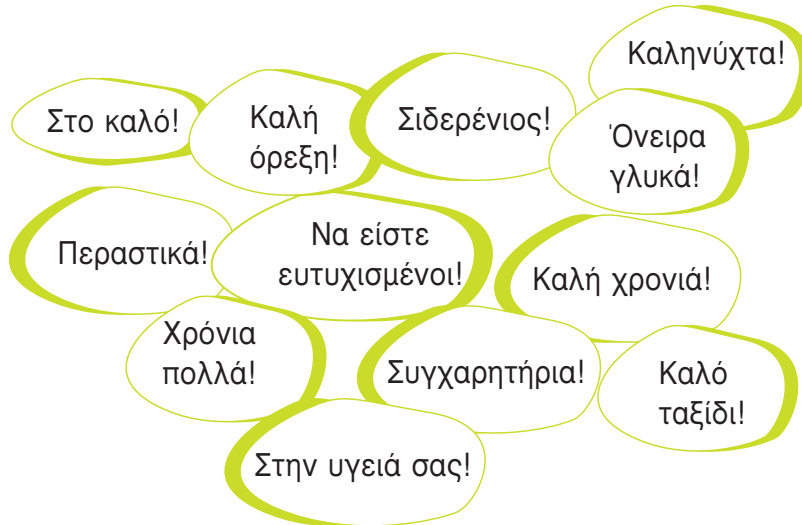 Καληνύχτα!
Στο καλό!
Καλή
όρεξη!
Σιδερένιος!
Όνειρα
γλυκά!
Περαστικά!
Να είστε
ευτυχισμένοι!
Καλή χρονιά!
Χρόνια
πολλά!
Συγχαρητήρια!
Καλό
ταξίδι!
Στην υγειά σας!